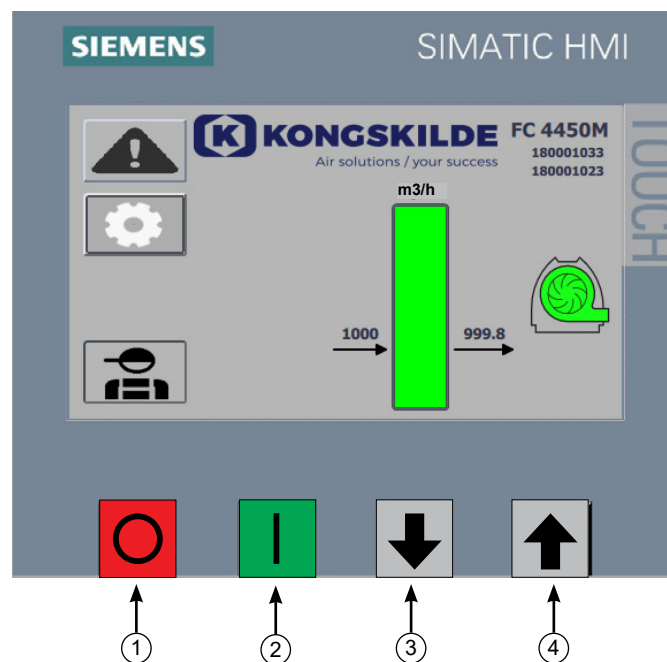 SIEMENS
SIMATIC HMI
TOUCH
K KONGSKILDE
Air solutions / your success
FC 4450M
180001033
180001023
m3/h
1000
999.8
1
2
3
4